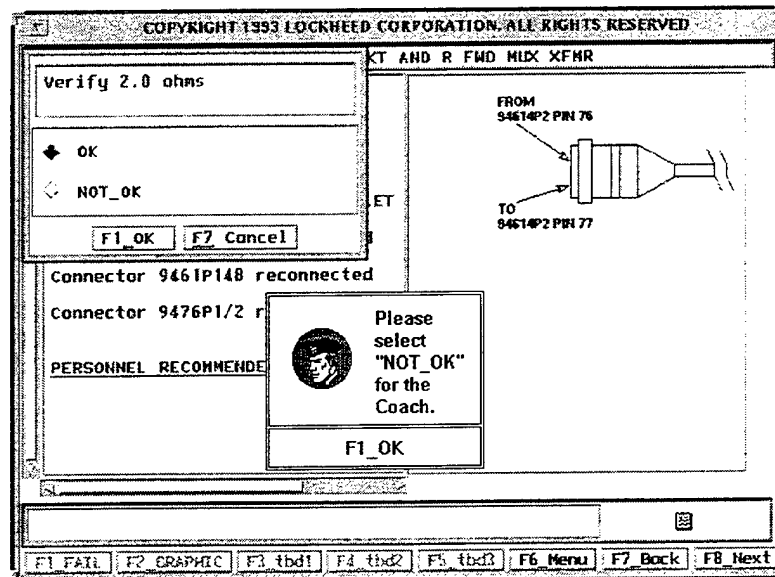 COPYRIGHT 1993 LOCKHEED CORPORATION. ALL RIGHTS RESERVED
XT AND R FWD MUX XFMR
Verify 2.0 ohms
OK
NOT_OK
F1_OK
F7 Cancel
ET
Connector 9461P148 reconnected
Connector 9476P1/2 r
PERSONNEL RECOMMENDE
FROM
94614P2 PIN 76
TO
94614P2 PIN 77
Please
select
"NOT_OK"
for the
Coach.
F1_OK
F1 FAIL F2 GRAPHIC F3 tbd1 F4 tbd2 F5 tbd3 F6 Menu F7 Back F8 Next